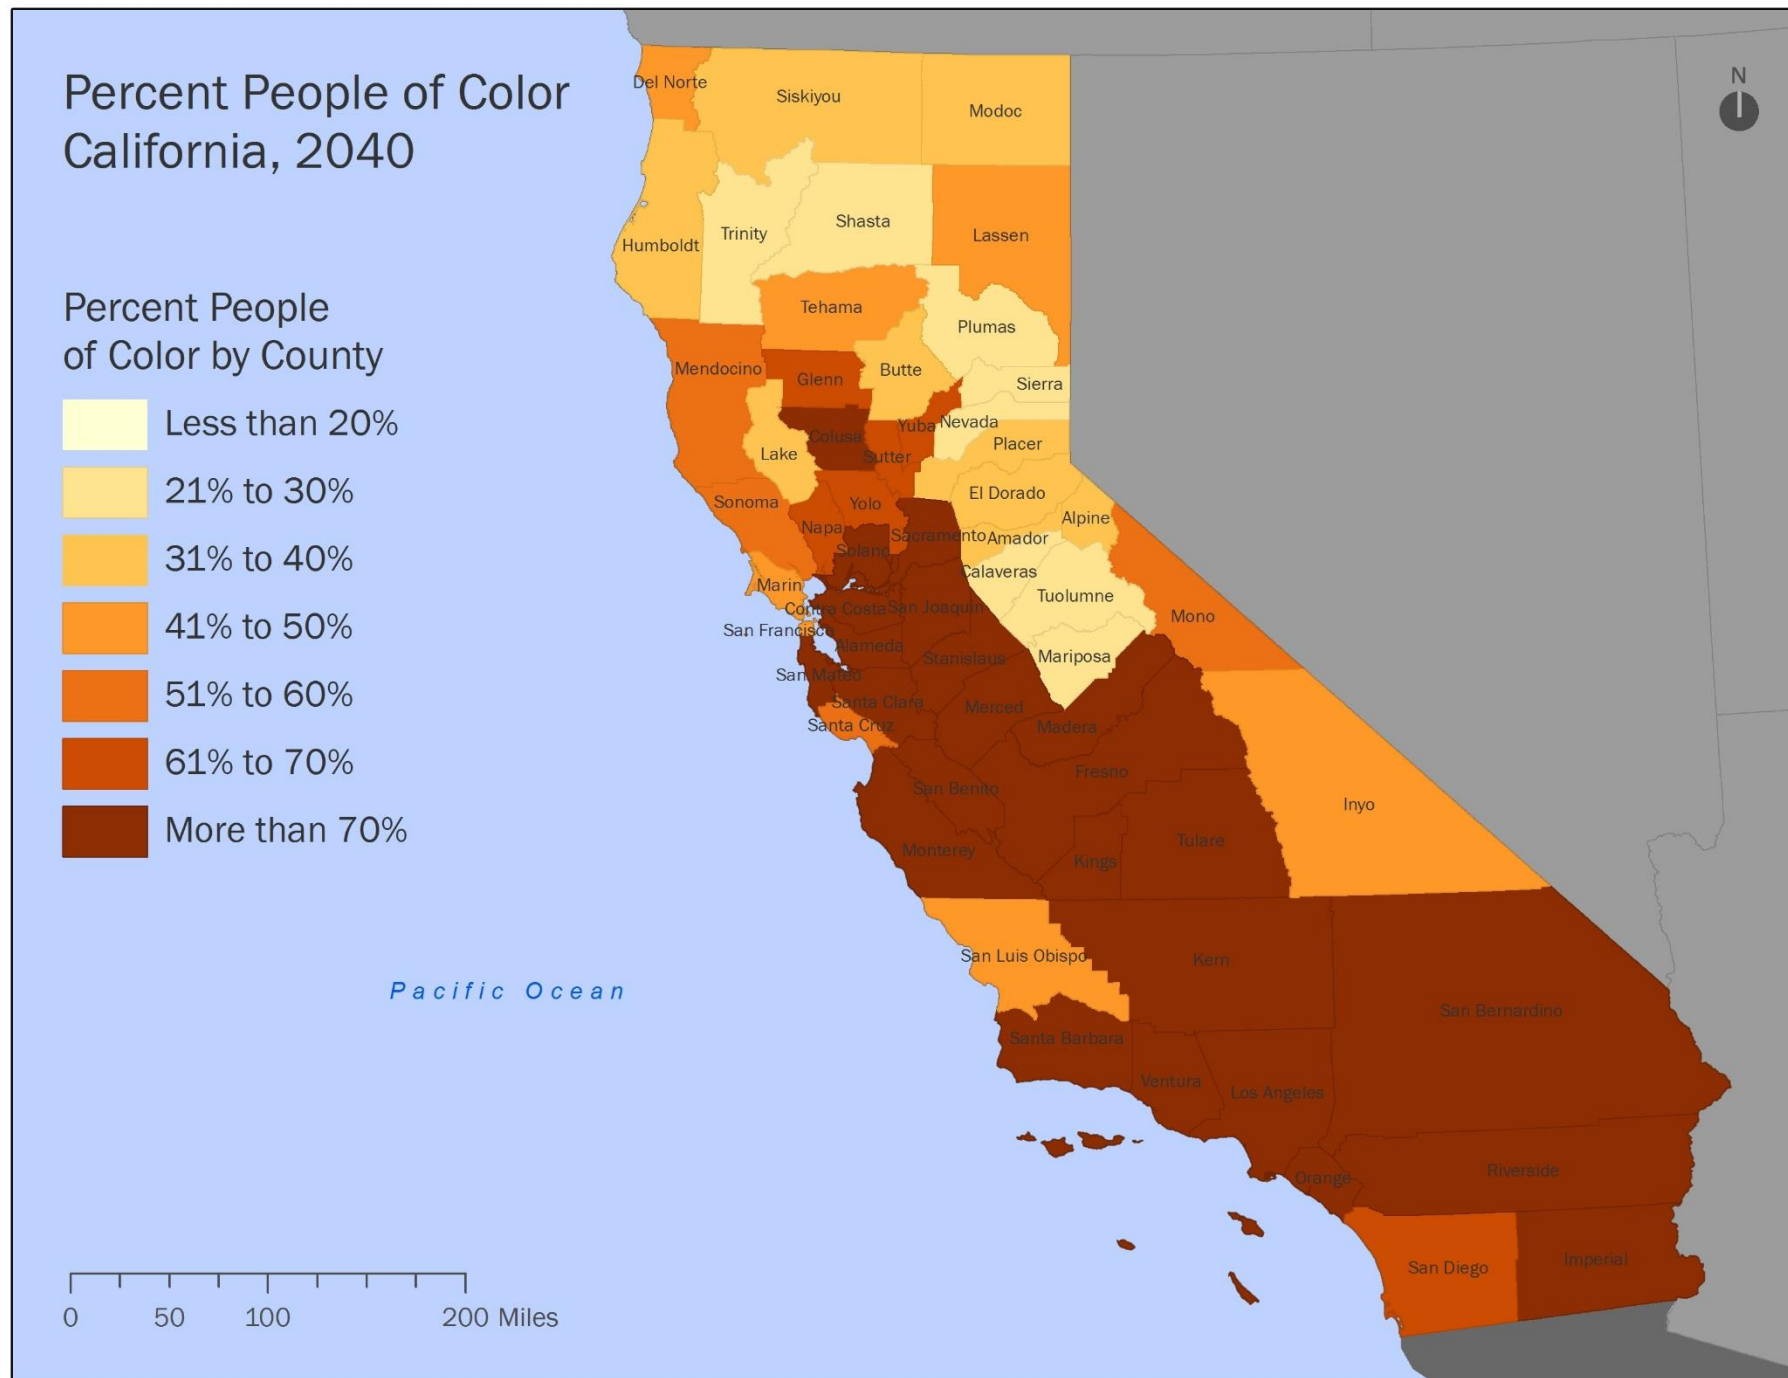 Percent People of Color
California, 2040
Percent People
of Color by County
Less than 20%
21% to 30%
31% to 40%
41% to 50%
51% to 60%
61% to 70%
More than 70%
N
Del Norte
Siskiyou
Modoc
Humboldt
Trinity
Shasta
Lassen
Tehama
Plumas
Mendocino
Glenn
Butte
Sierra
Colusa
Yuba
Nevada
Lake
Sutter
Placer
Sonoma
Yolo
El Dorado
Napa
Alpine
Solano
Sacramento
Amador
Marin
Calaveras
Tuolumne
Contra Costa
San Joaquin
Mono
San Francisco
Alameda
Stanislaus
Mariposa
San Mateo
Santa Clara
Merced
Santa Cruz
Madera
Fresno
San Benito
Inyo
Monterey
Kings
Tulare
San Luis Obispo
Kern
Pacific Ocean
San Bernardino
Santa Barbara
Ventura
Los Angeles
Orange
Riverside
San Diego
Imperial
0 50 100 200 Miles